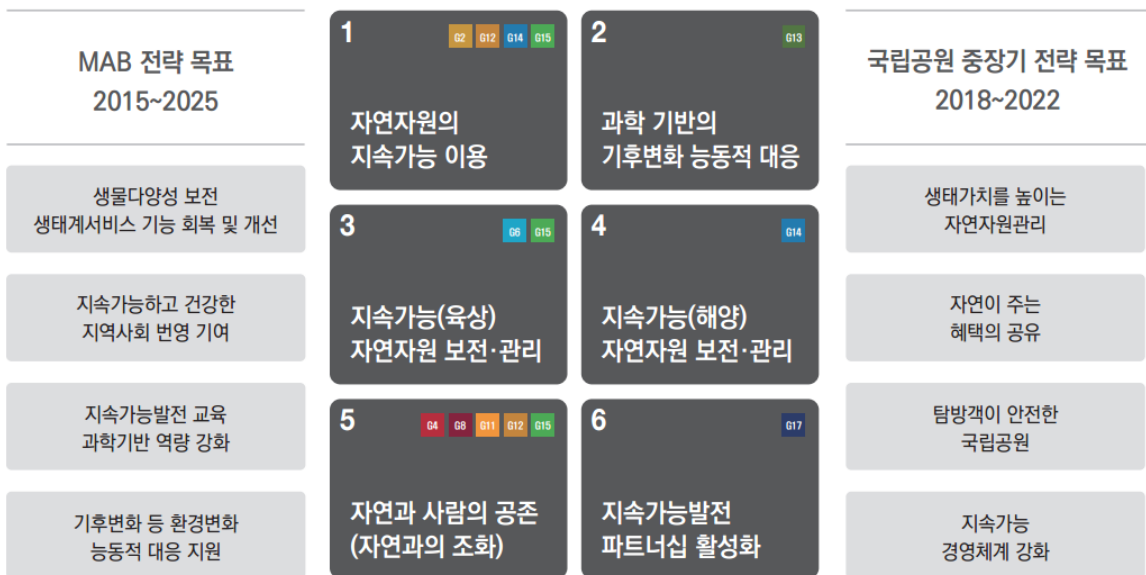 MAB 전략 목표
2015~2025
생물다양성 보전
생태계서비스 기능 회복 및 개선
지속가능하고 건강한
지역사회 번영 기여
지속가능발전 교육
과학기반 역량 강화
기후변화 등 환경변화
능동적 대응 지원
1
G2 G12 G14 G15
자연자원의
지속가능 이용
2
G13
과학 기반의
기후변화 능동적 대응
3
G6 G15
지속가능(육상)
자연자원 보전·관리
4
G14
지속가능(해양)
자연자원 보전·관리
5
G4 G8 G11 G12 G15
자연과 사람의 공존
(자연과의 조화)
6
G17
지속가능발전
파트너십 활성화
국립공원 중장기 전략 목표
2018~2022
생태가치를 높이는
자연자원관리
자연이 주는
혜택의 공유
탐방객이 안전한
국립공원
지속가능
경영체계 강화